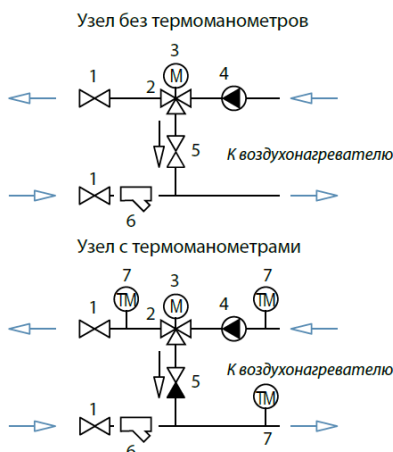 Узел без термоманометров
3
1 2 М 4
5
К воздухонагревателю
1
6
Узел с термоманометрами
7 3 7
1 ТМ 2 М 4 ТМ
5
К воздухонагревателю
1 ТМ
6 7